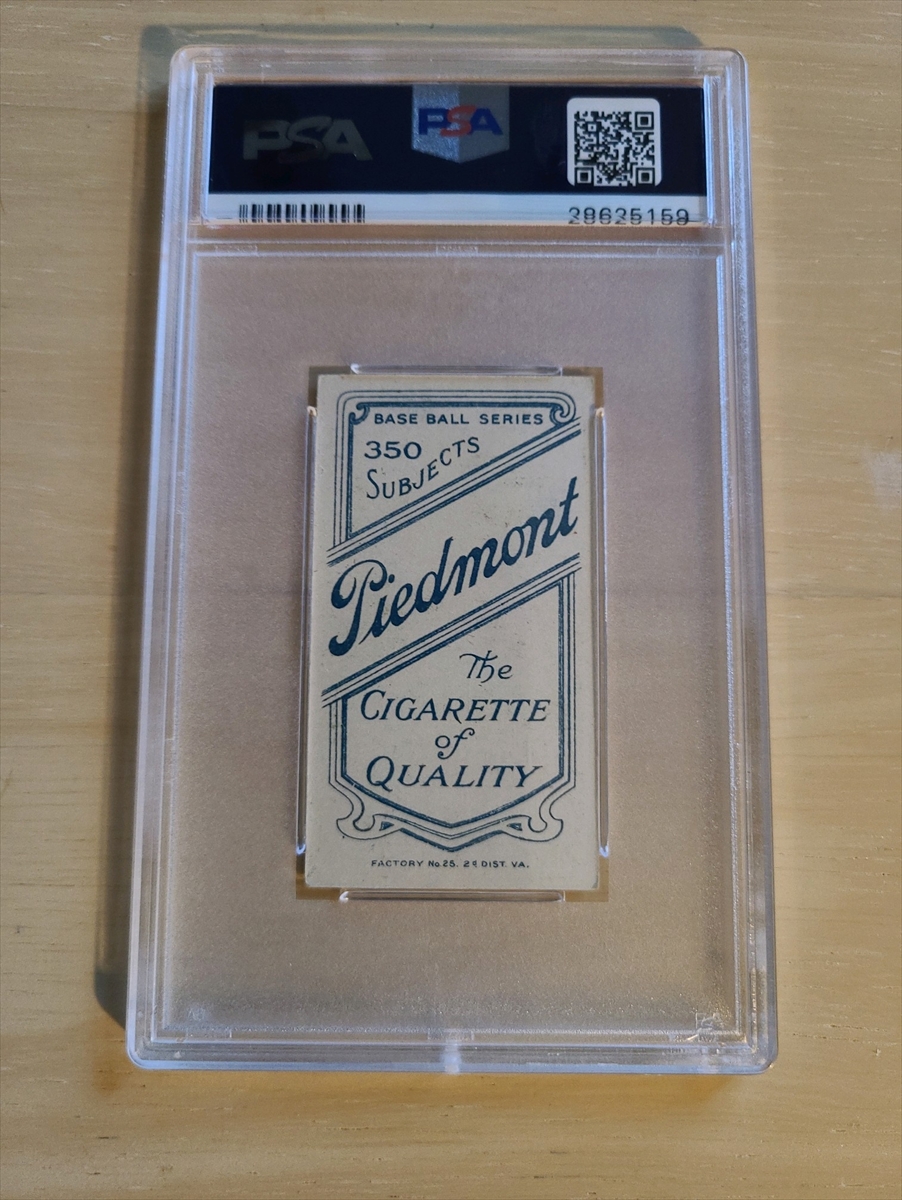 PSA PSA
28625159
BASE BALL SERIES
350
SUBJECTS
Piedmont
The
CIGARETTE
of
QUALITY
FACTORY No. 25. 2d DIST. VA.